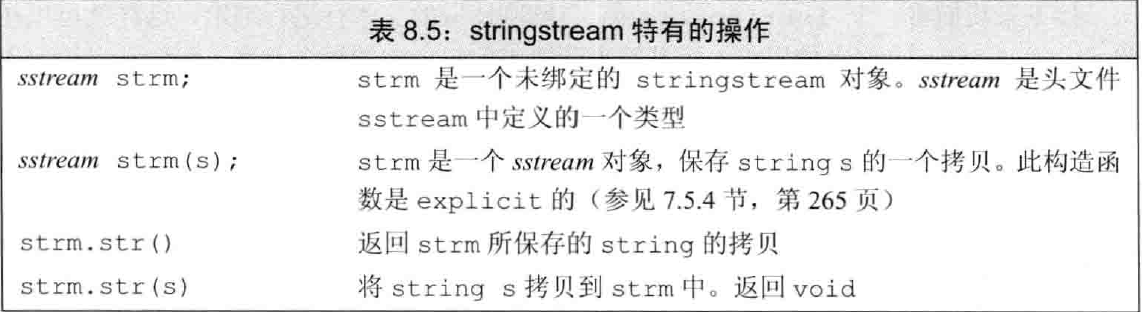 表 8.5：stringstream 特有的操作
sstream strm; strm 是一个未绑定的 stringstream 对象。sstream 是头文件
sstream 中定义的一个类型
sstream strm(s); strm 是一个 sstream 对象，保存 string s 的一个拷贝。此构造函
数是 explicit 的（参见 7.5.4 节，第 265 页）
strm.str() 返回 strm 所保存的 string 的拷贝
strm.str(s) 将 string s 拷贝到 strm 中。返回 void